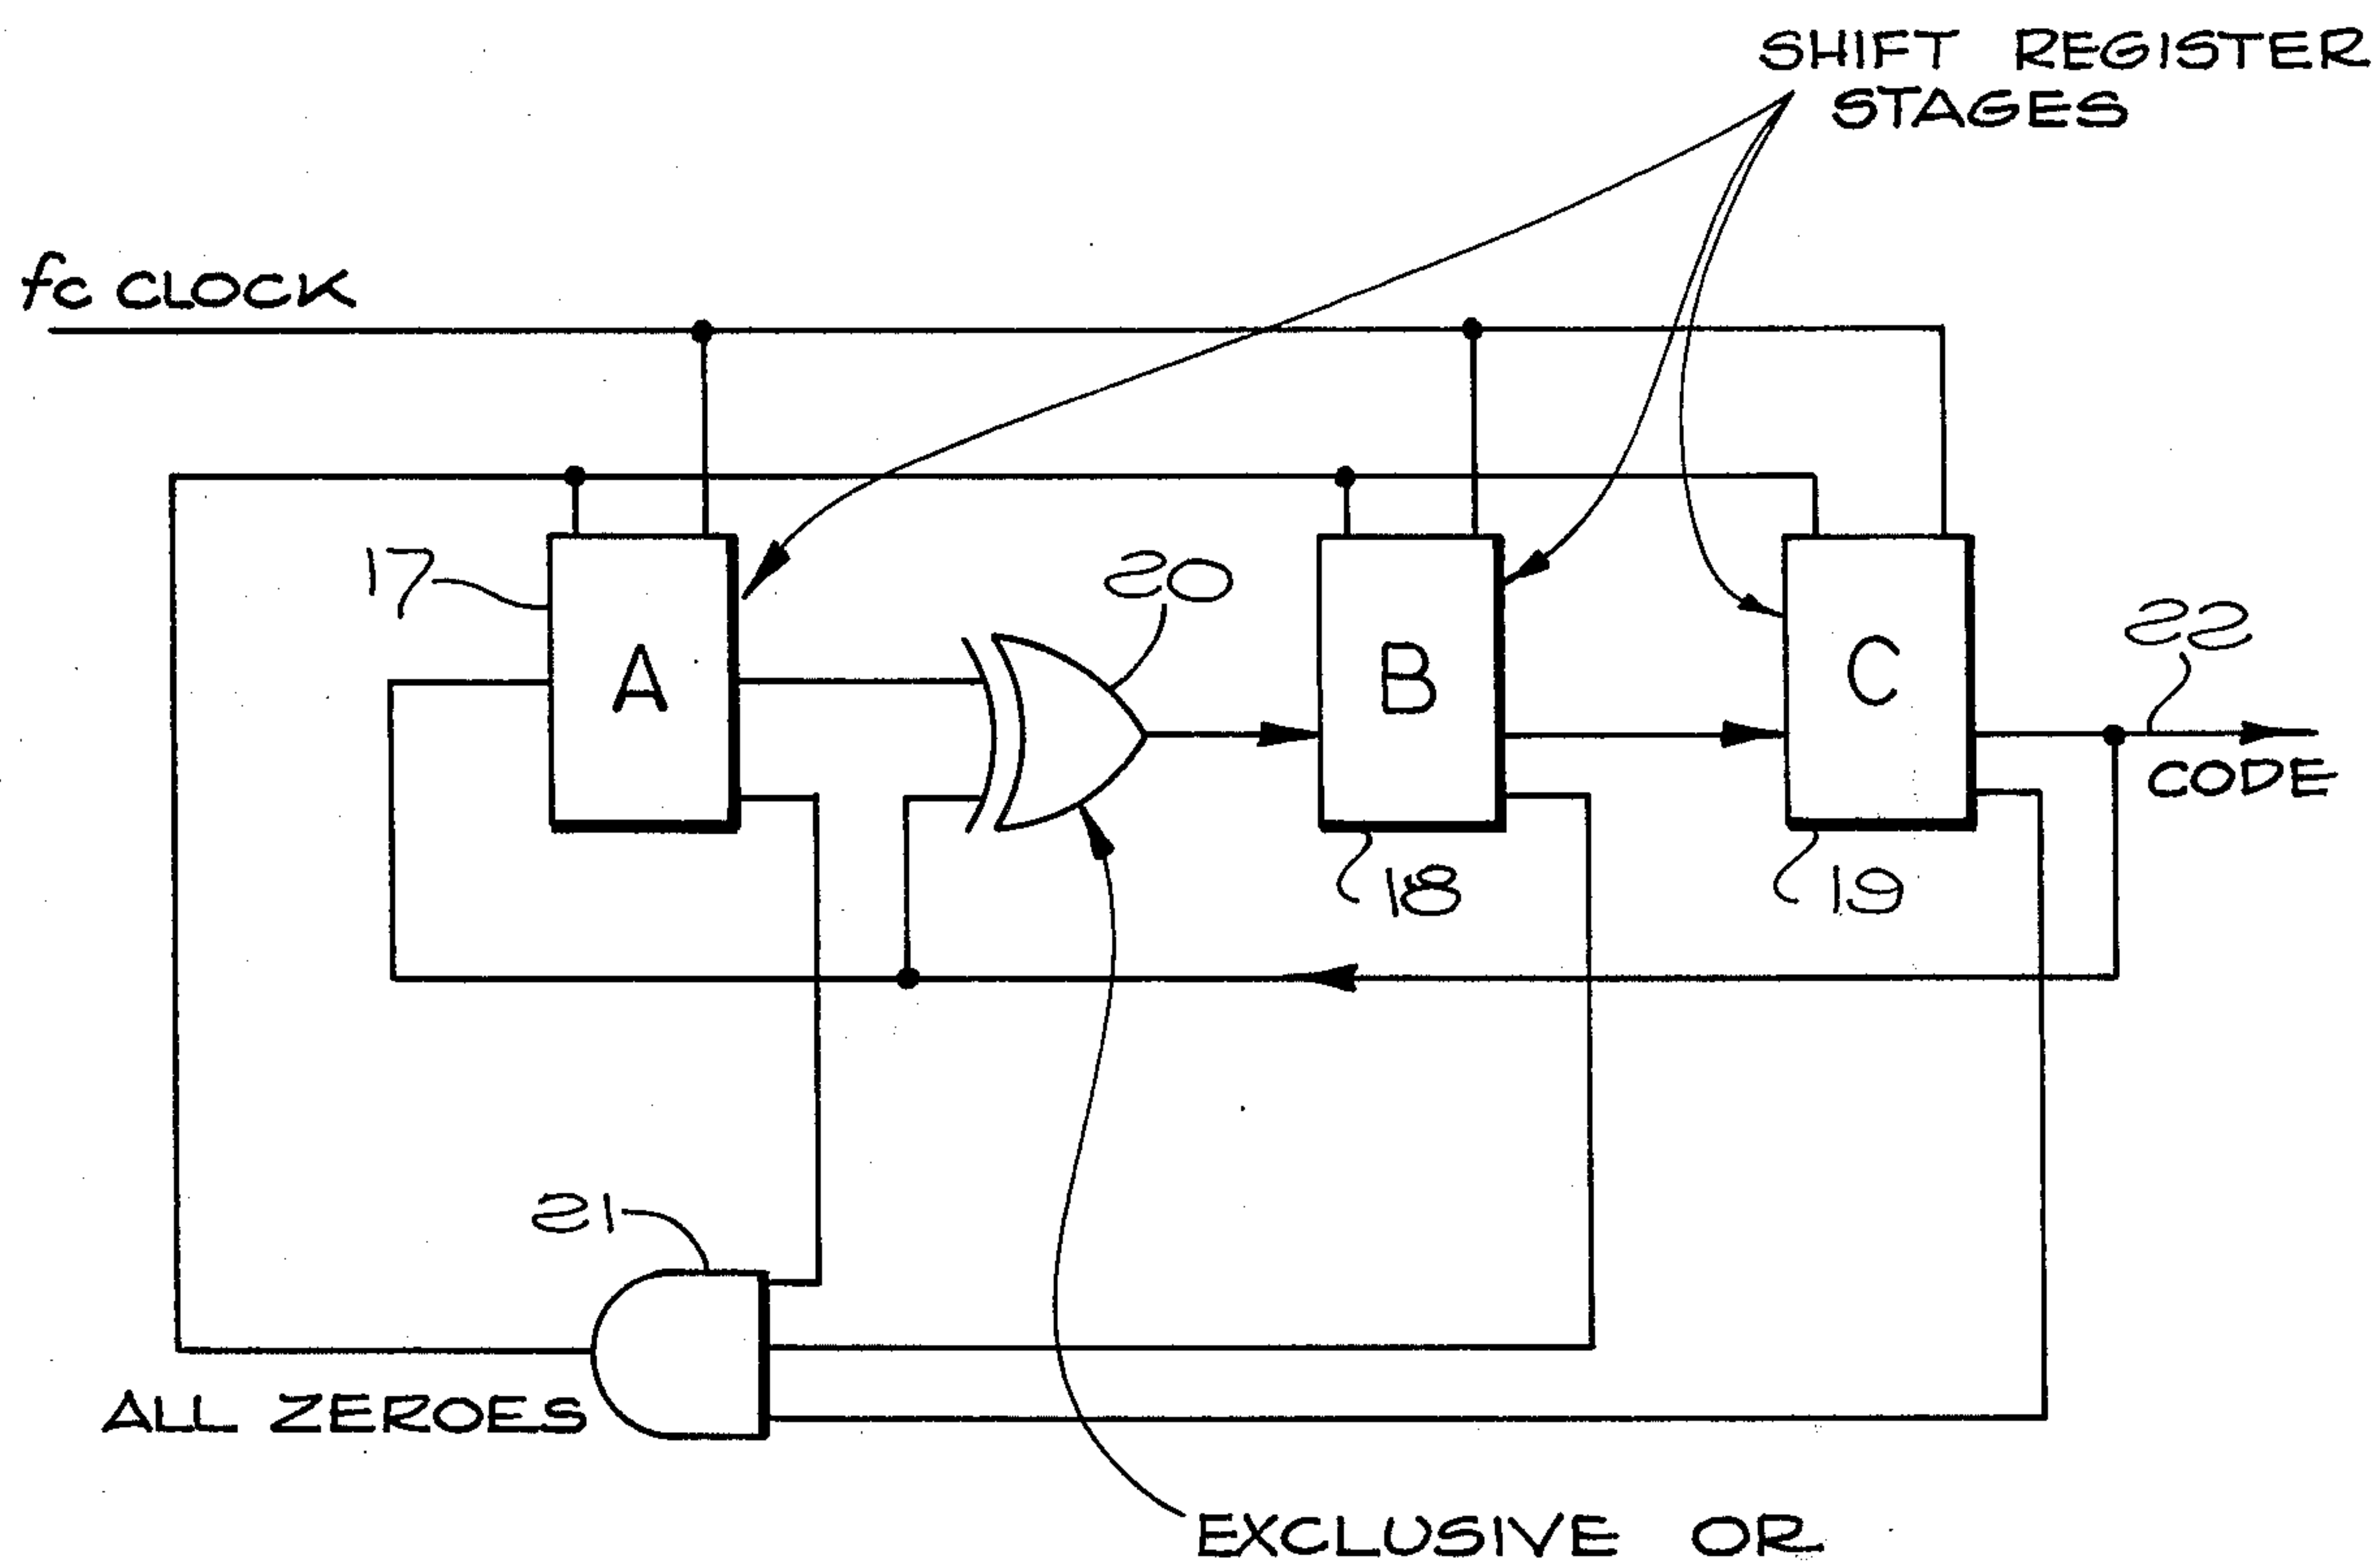 SHIFT REGISTER
STAGES
fc CLOCK
17
20
22
A
B
C
CODE
18
19
21
ALL ZEROES
EXCLUSIVE OR